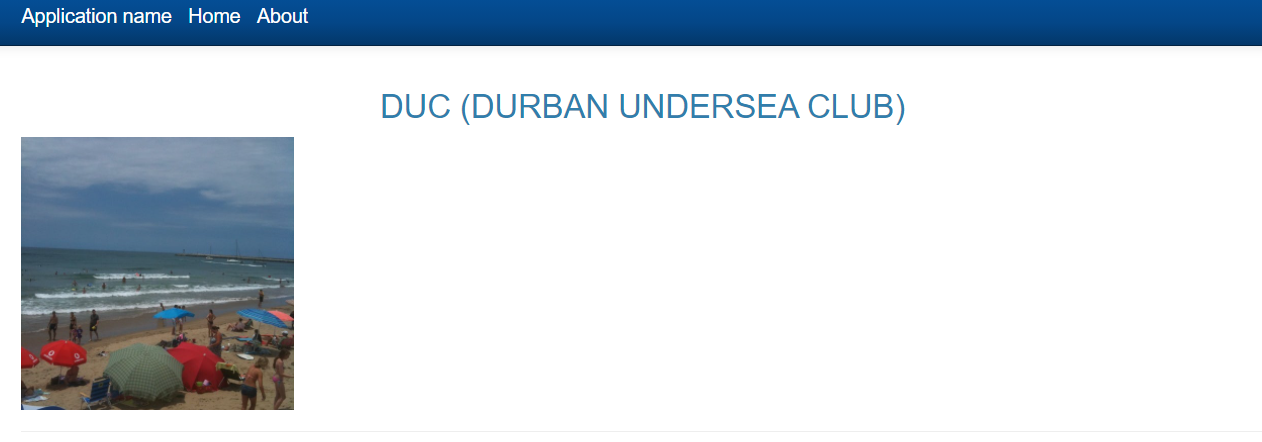 Application name Home About
DUC (DURBAN UNDERSEA CLUB)